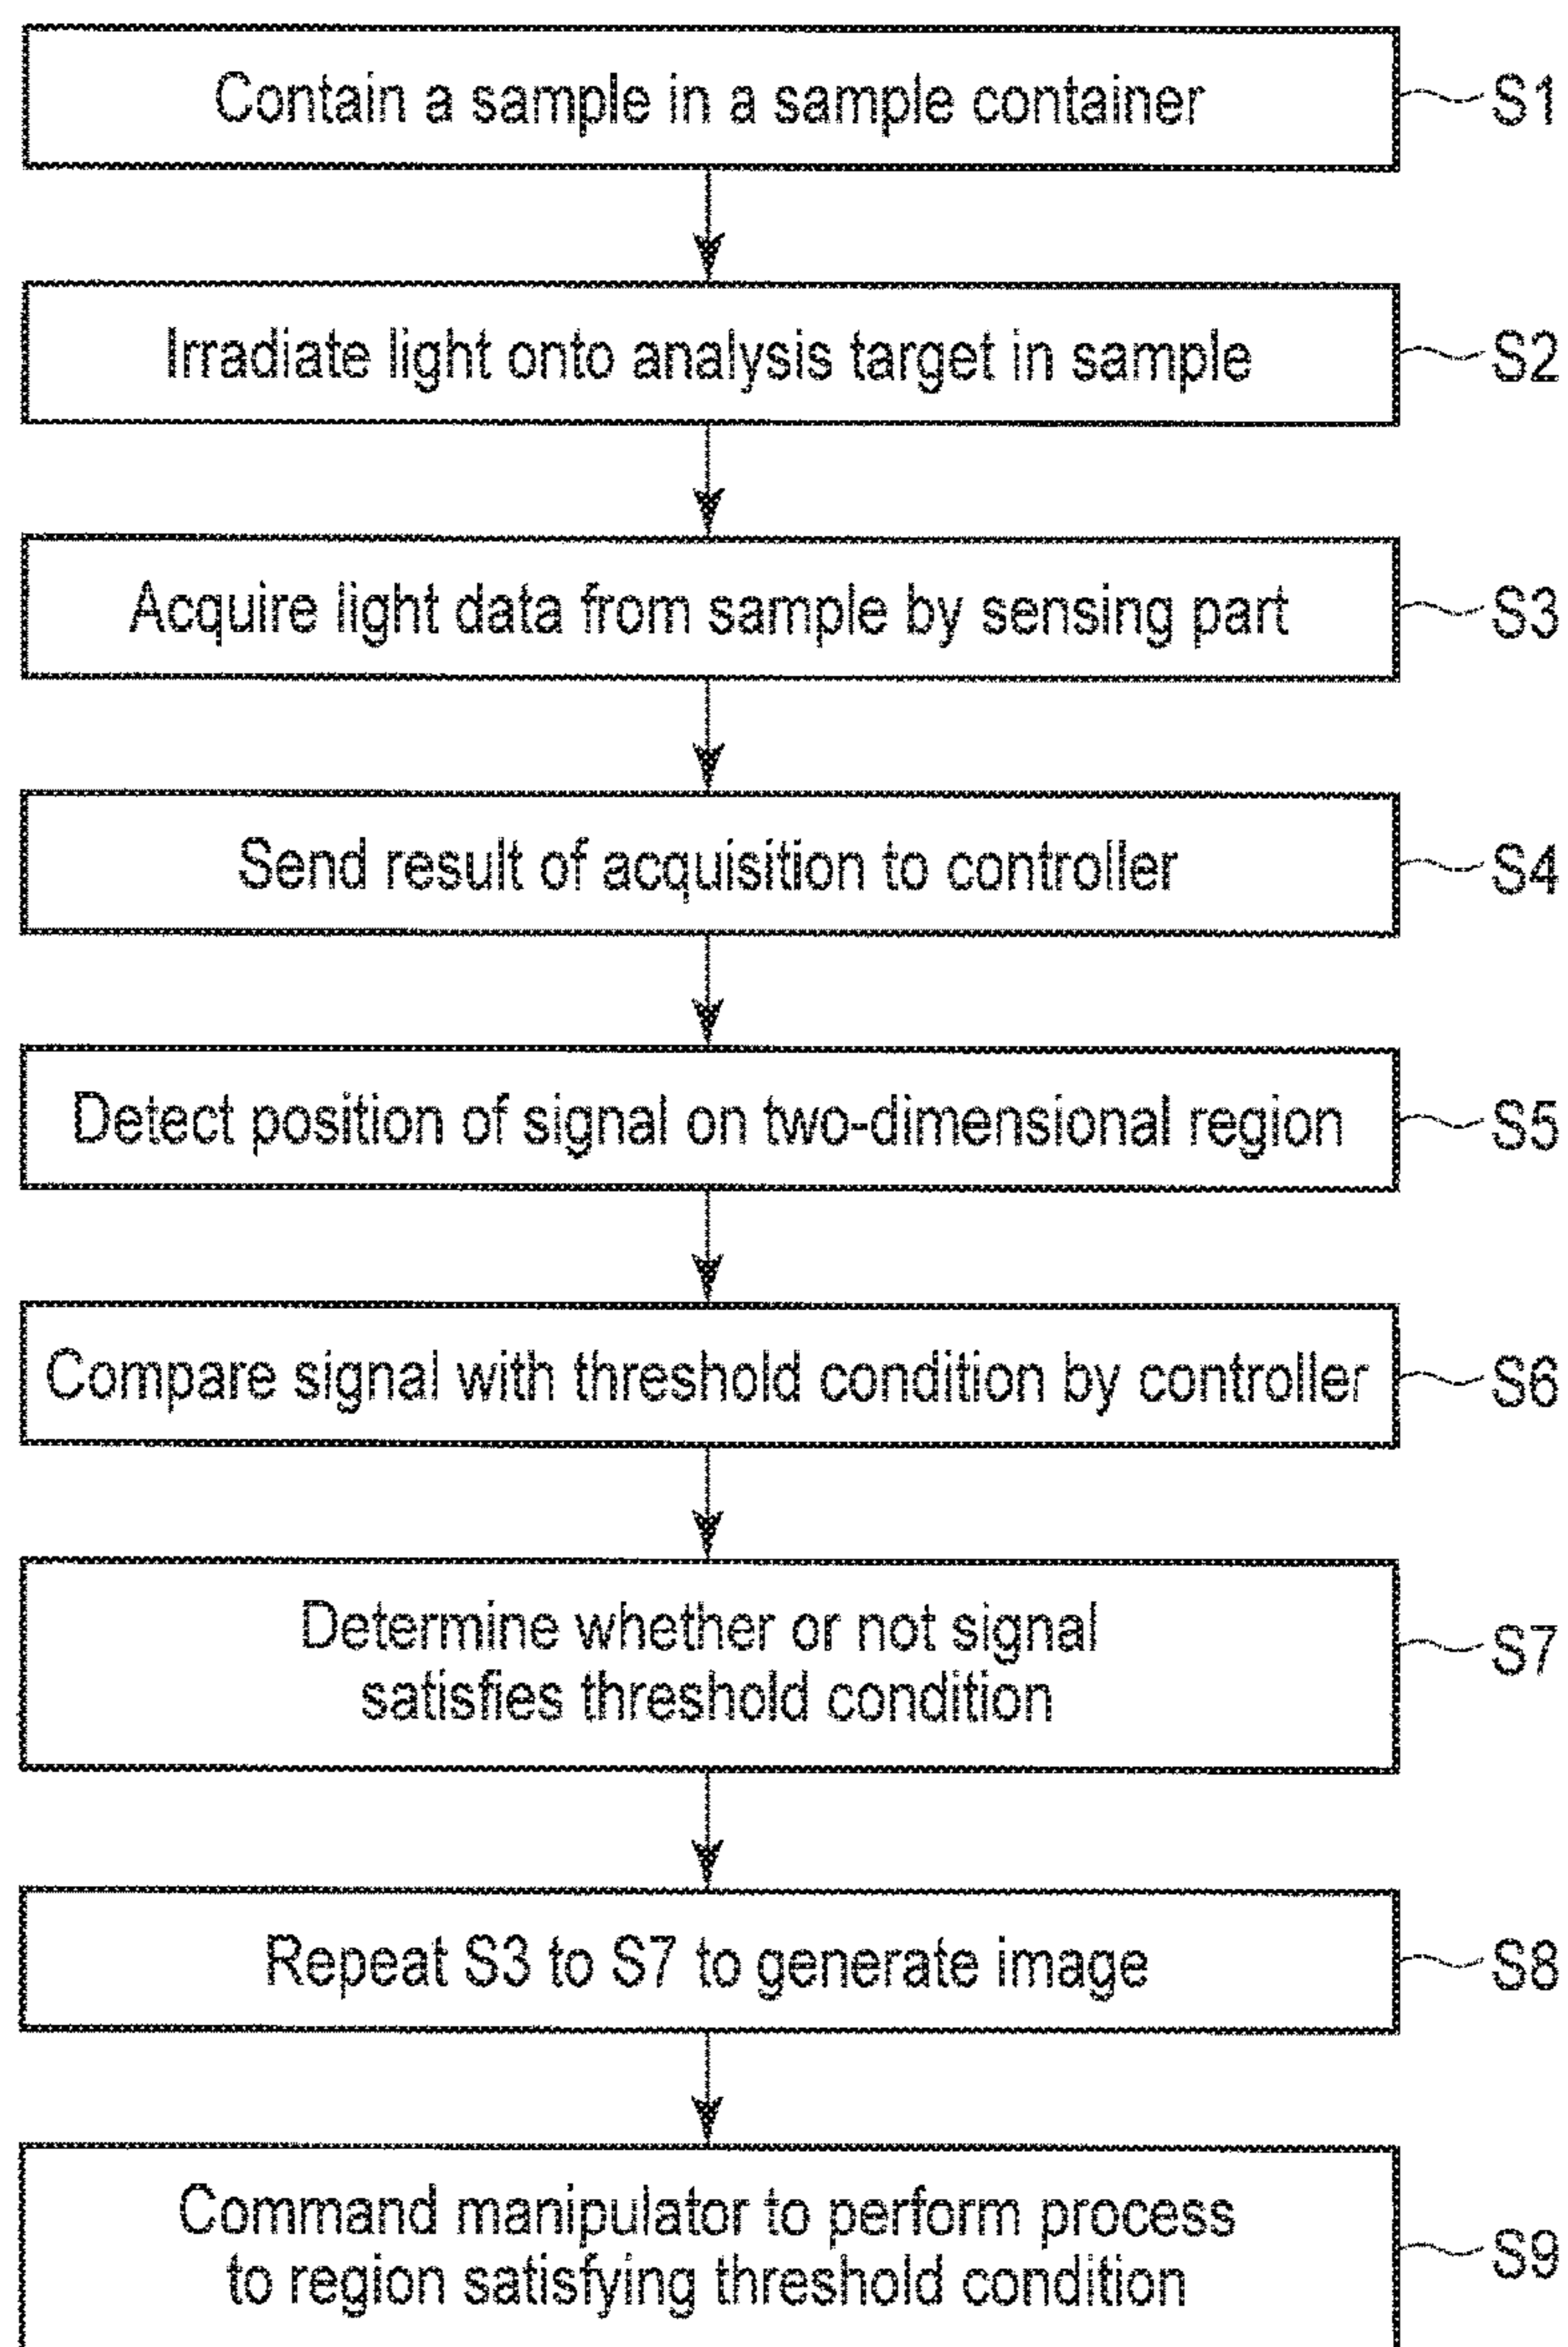 Contain a sample in a sample container S1
Irradiate light onto analysis target in sample S2
Acquire light data from sample by sensing part S3
Send result of acquisition to controller S4
Detect position of signal on two-dimensional region S5
Compare signal with threshold condition by controller S6
Determine whether or not signal
satisfies threshold condition
S7
Repeat S3 to S7 to generate image S8
Command manipulator to perform process
to region satisfying threshold condition
S9